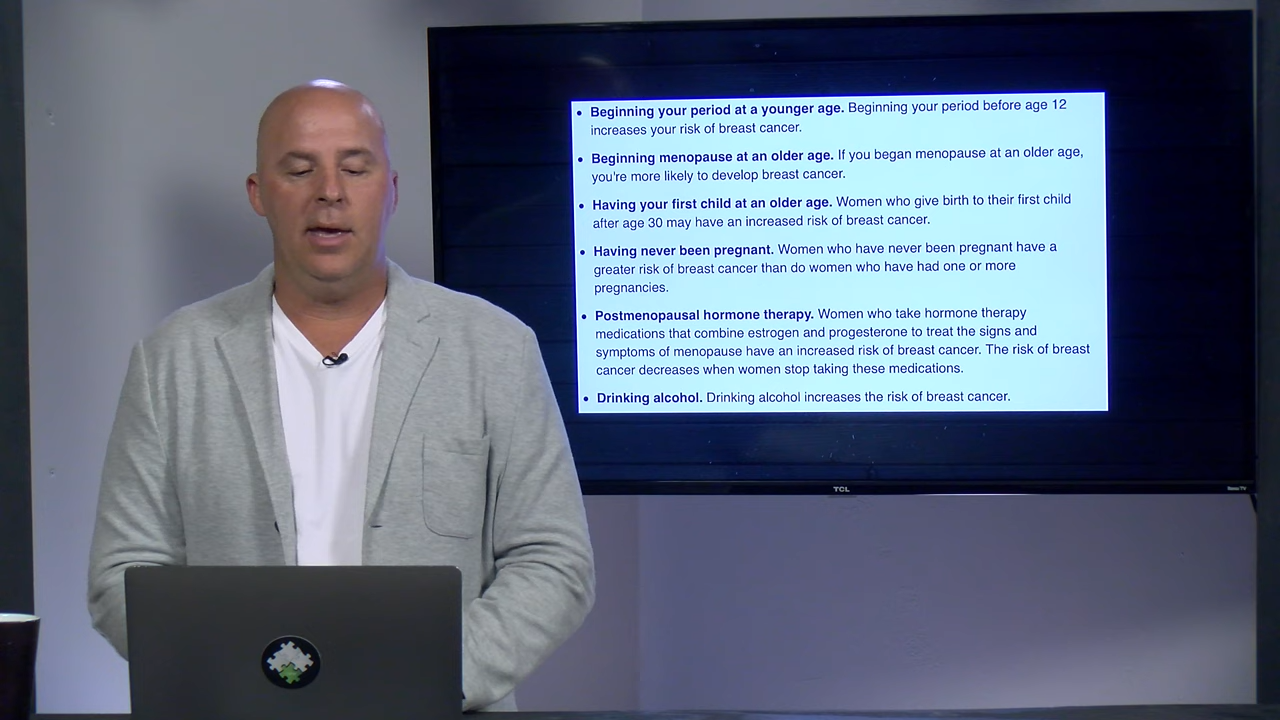 • Beginning your period at a younger age. Beginning your period before age 12
increases your risk of breast cancer.
• Beginning menopause at an older age. If you began menopause at an older age,
you're more likely to develop breast cancer.
• Having your first child at an older age. Women who give birth to their first child
after age 30 may have an increased risk of breast cancer.
• Having never been pregnant. Women who have never been pregnant have a
greater risk of breast cancer than do women who have had one or more
pregnancies.
• Postmenopausal hormone therapy. Women who take hormone therapy
medications that combine estrogen and progesterone to treat the signs and
symptoms of menopause have an increased risk of breast cancer. The risk of breast
cancer decreases when women stop taking these medications.
• Drinking alcohol. Drinking alcohol increases the risk of breast cancer.
TCL
Roku TV